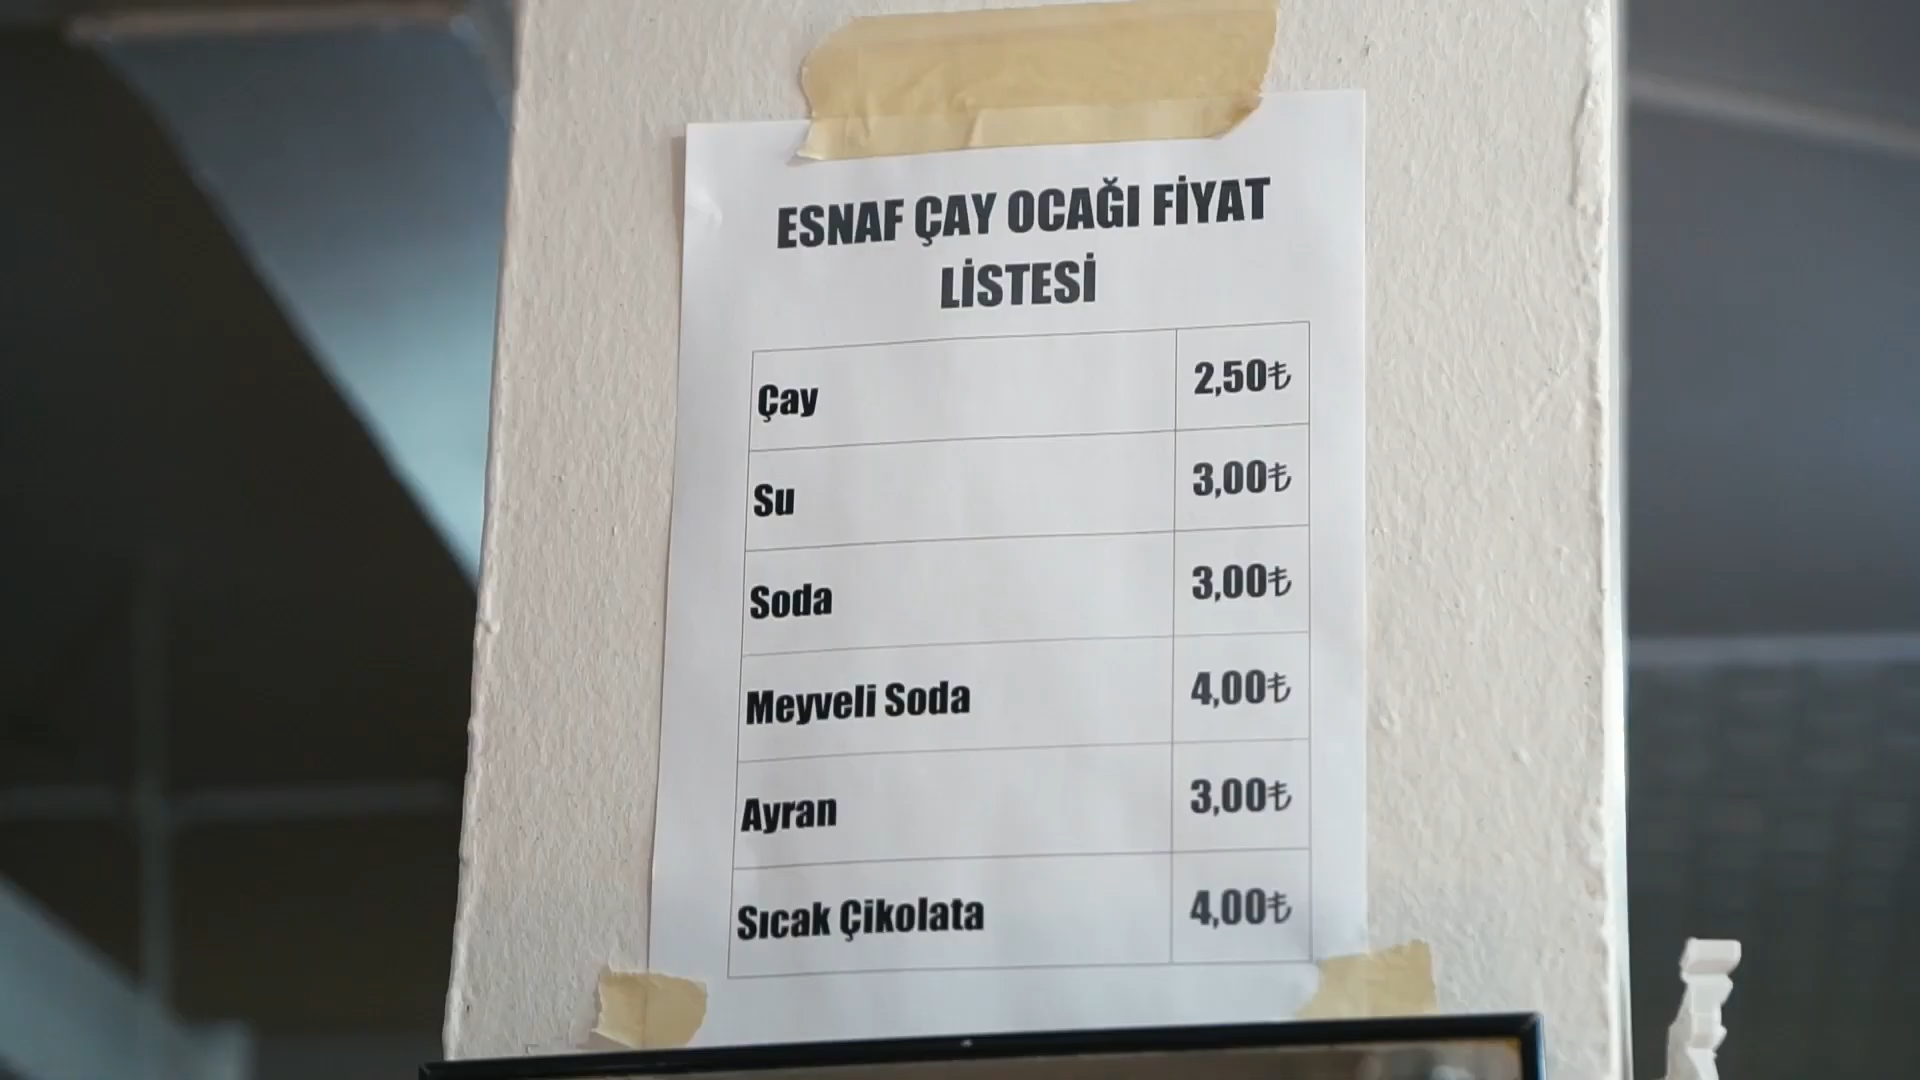 ESNAF ÇAY OCAĞI FİYAT
LİSTESİ
Çay 2,50₺
Su 3,00₺
Soda 3,00₺
Meyveli Soda 4,00₺
Ayran 3,00₺
Sıcak Çikolata 4,00₺